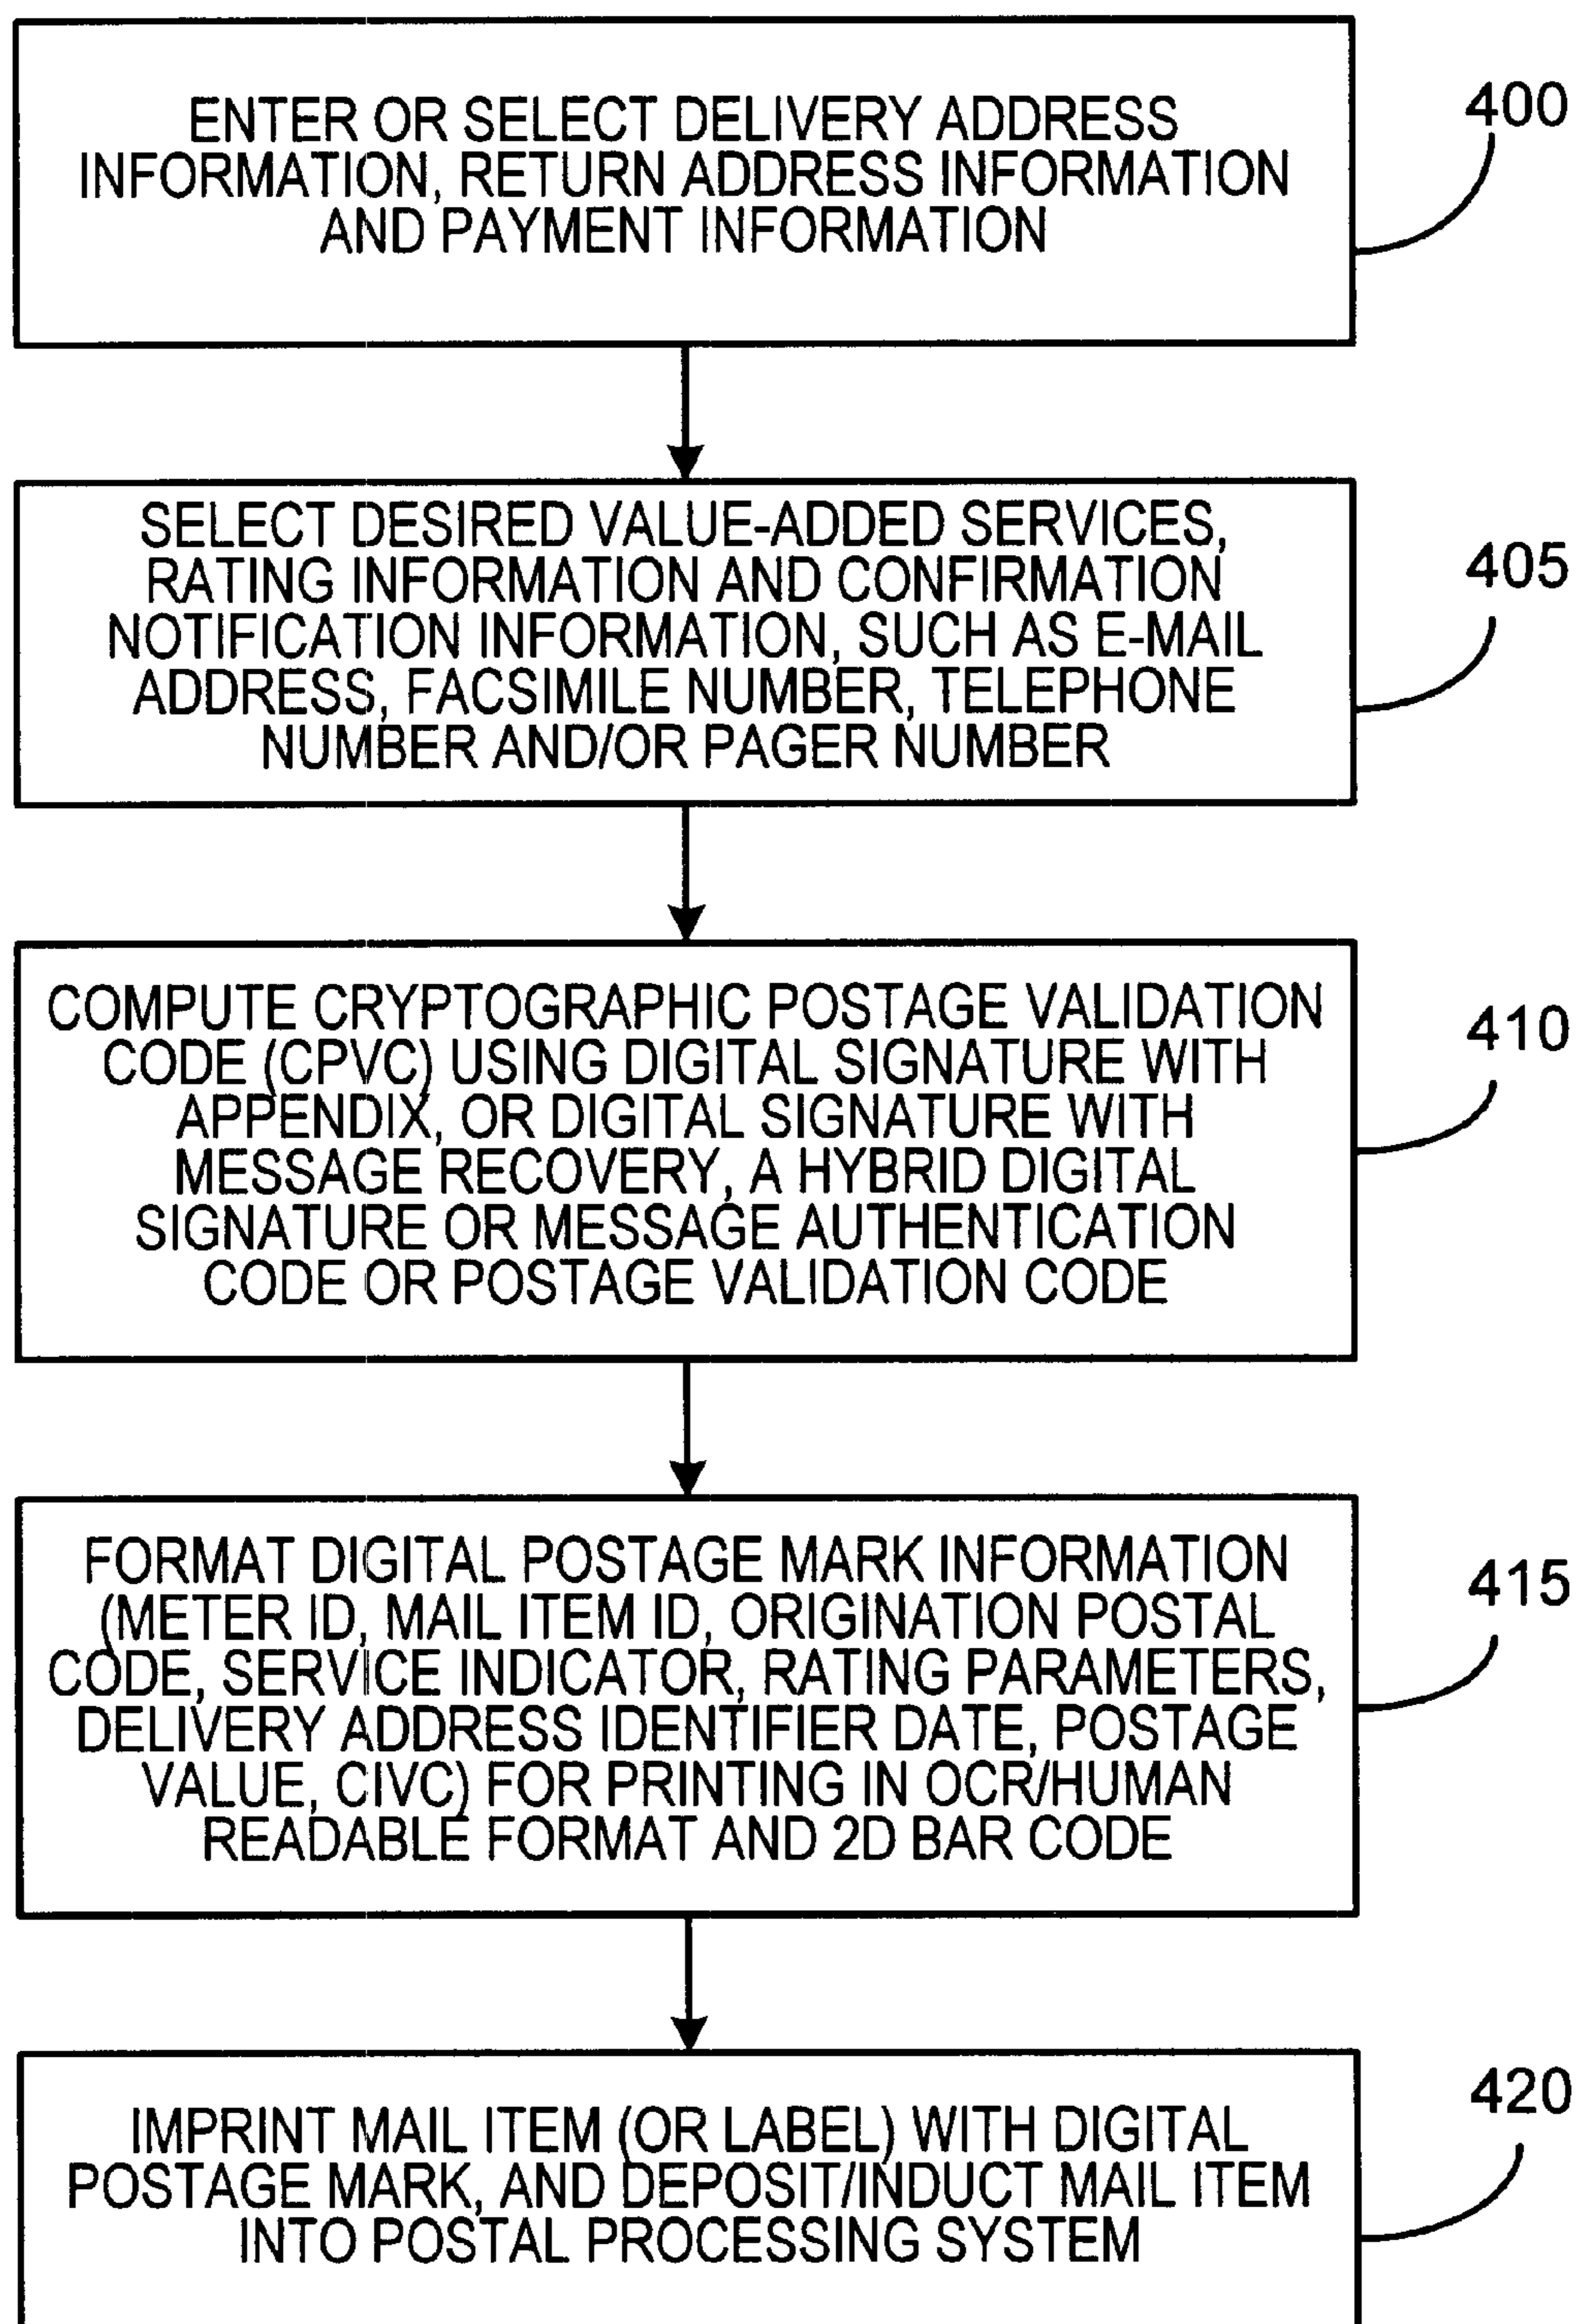 ENTER OR SELECT DELIVERY ADDRESS
INFORMATION, RETURN ADDRESS INFORMATION
AND PAYMENT INFORMATION
400
SELECT DESIRED VALUE-ADDED SERVICES,
RATING INFORMATION AND CONFIRMATION
NOTIFICATION INFORMATION, SUCH AS E-MAIL
ADDRESS, FACSIMILE NUMBER, TELEPHONE
NUMBER AND/OR PAGER NUMBER
405
COMPUTE CRYPTOGRAPHIC POSTAGE VALIDATION
CODE (CPVC) USING DIGITAL SIGNATURE WITH
APPENDIX, OR DIGITAL SIGNATURE WITH
MESSAGE RECOVERY, A HYBRID DIGITAL
SIGNATURE OR MESSAGE AUTHENTICATION
CODE OR POSTAGE VALIDATION CODE
410
FORMAT DIGITAL POSTAGE MARK INFORMATION
(METER ID, MAIL ITEM ID, ORIGINATION POSTAL
CODE, SERVICE INDICATOR, RATING PARAMETERS,
DELIVERY ADDRESS IDENTIFIER DATE, POSTAGE
VALUE, CIVC) FOR PRINTING IN OCR/HUMAN
READABLE FORMAT AND 2D BAR CODE
415
IMPRINT MAIL ITEM (OR LABEL) WITH DIGITAL
POSTAGE MARK, AND DEPOSIT/INDUCT MAIL ITEM
INTO POSTAL PROCESSING SYSTEM
420